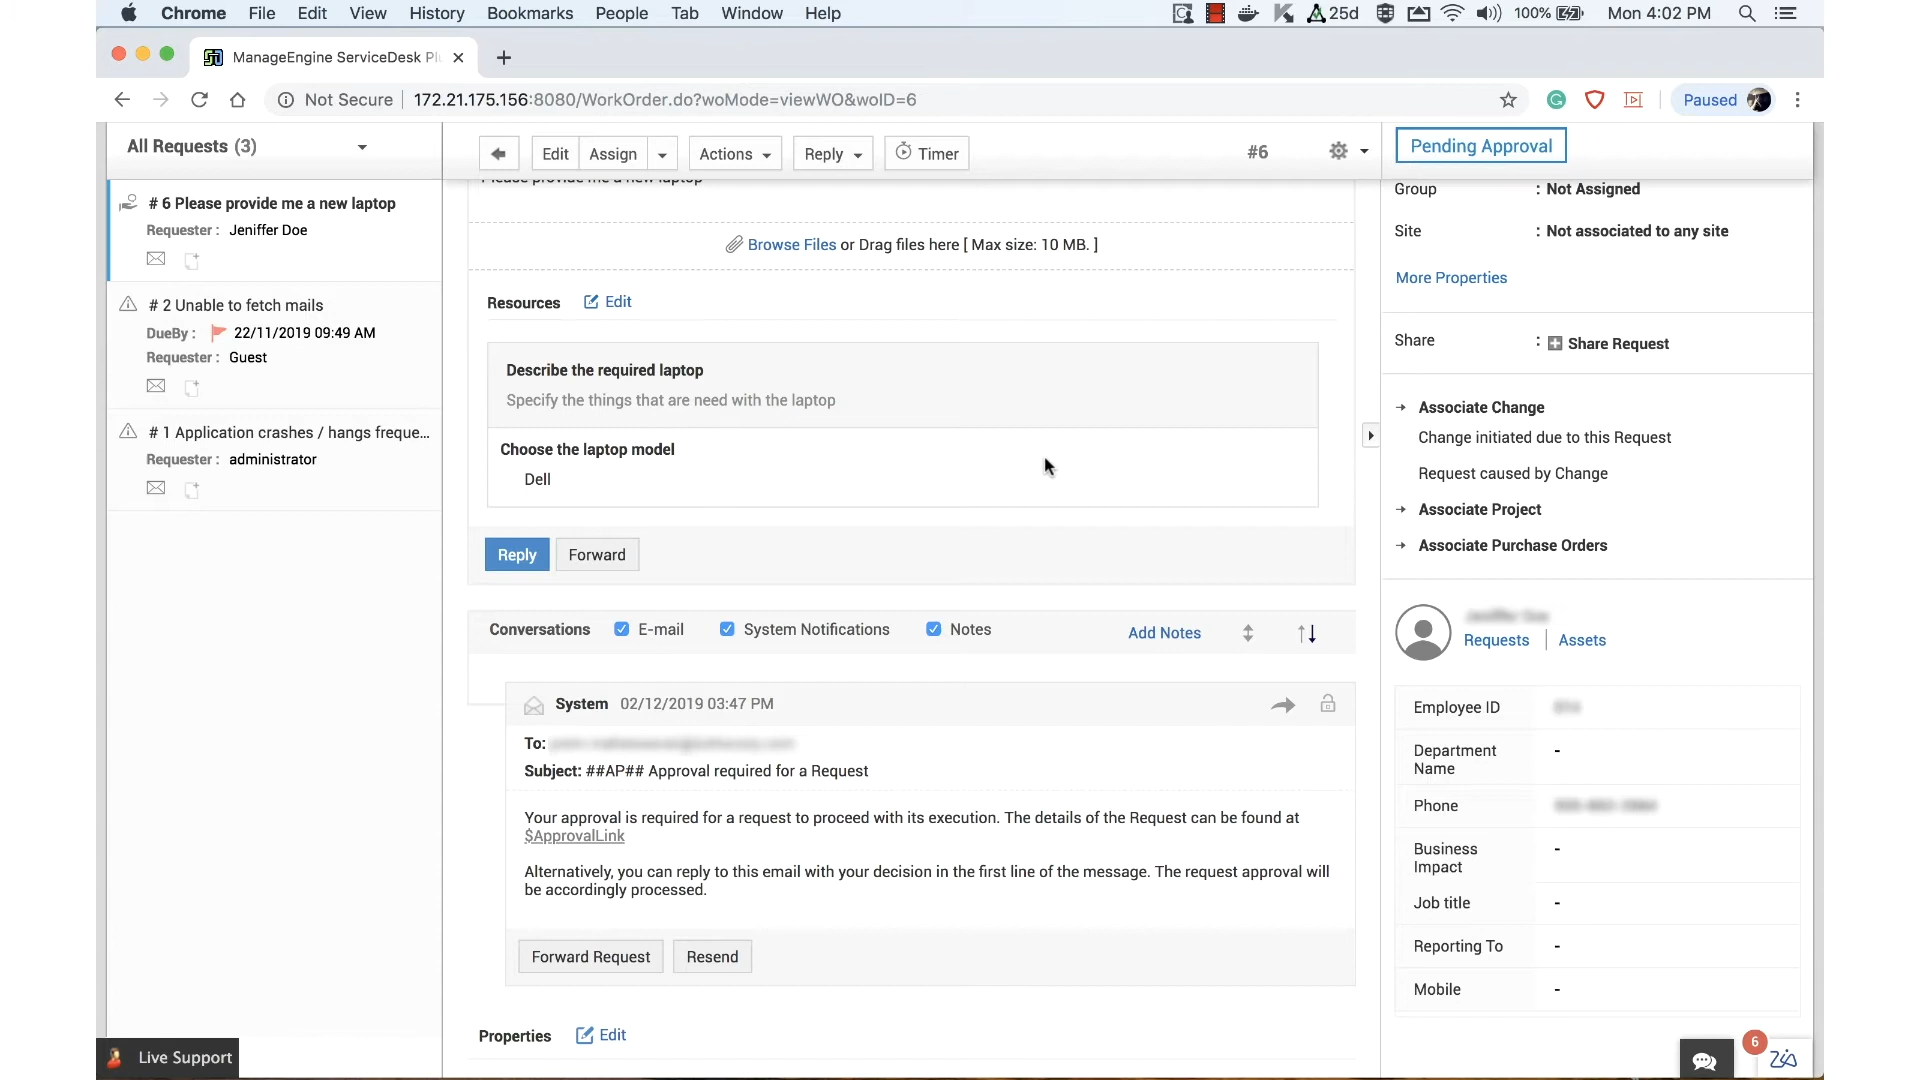 Chrome File Edit View History Bookmarks People Tab Window Help 25d 100% Mon 4:02 PM
ManageEngine ServiceDesk Pl
Not Secure 172.21.175.156:8080/WorkOrder.do?woMode=viewWO&woID=6 Paused
All Requests (3)
Edit Assign Actions Reply Timer #6
Pending Approval
# 6 Please provide me a new laptop
Requester : Jeniffer Doe
# 2 Unable to fetch mails
DueBy : 22/11/2019 09:49 AM
Requester : Guest
# 1 Application crashes / hangs freque...
Requester : administrator
Please provide me a new laptop
Browse Files or Drag files here [ Max size: 10 MB. ]
Resources Edit
Describe the required laptop
Specify the things that are need with the laptop
Choose the laptop model
Dell
Reply Forward
Conversations E-mail System Notifications Notes Add Notes
System 02/12/2019 03:47 PM
To:
Subject: ##AP## Approval required for a Request
Your approval is required for a request to proceed with its execution. The details of the Request can be found at
$ApprovalLink
Alternatively, you can reply to this email with your decision in the first line of the message. The request approval will
be accordingly processed.
Forward Request Resend
Properties Edit
Group : Not Assigned
Site : Not associated to any site
More Properties
Share : Share Request
Associate Change
Change initiated due to this Request
Request caused by Change
Associate Project
Associate Purchase Orders
Requests Assets
Employee ID
Department
Name -
Phone
Business
Impact -
Job title -
Reporting To -
Mobile -
Live Support
6